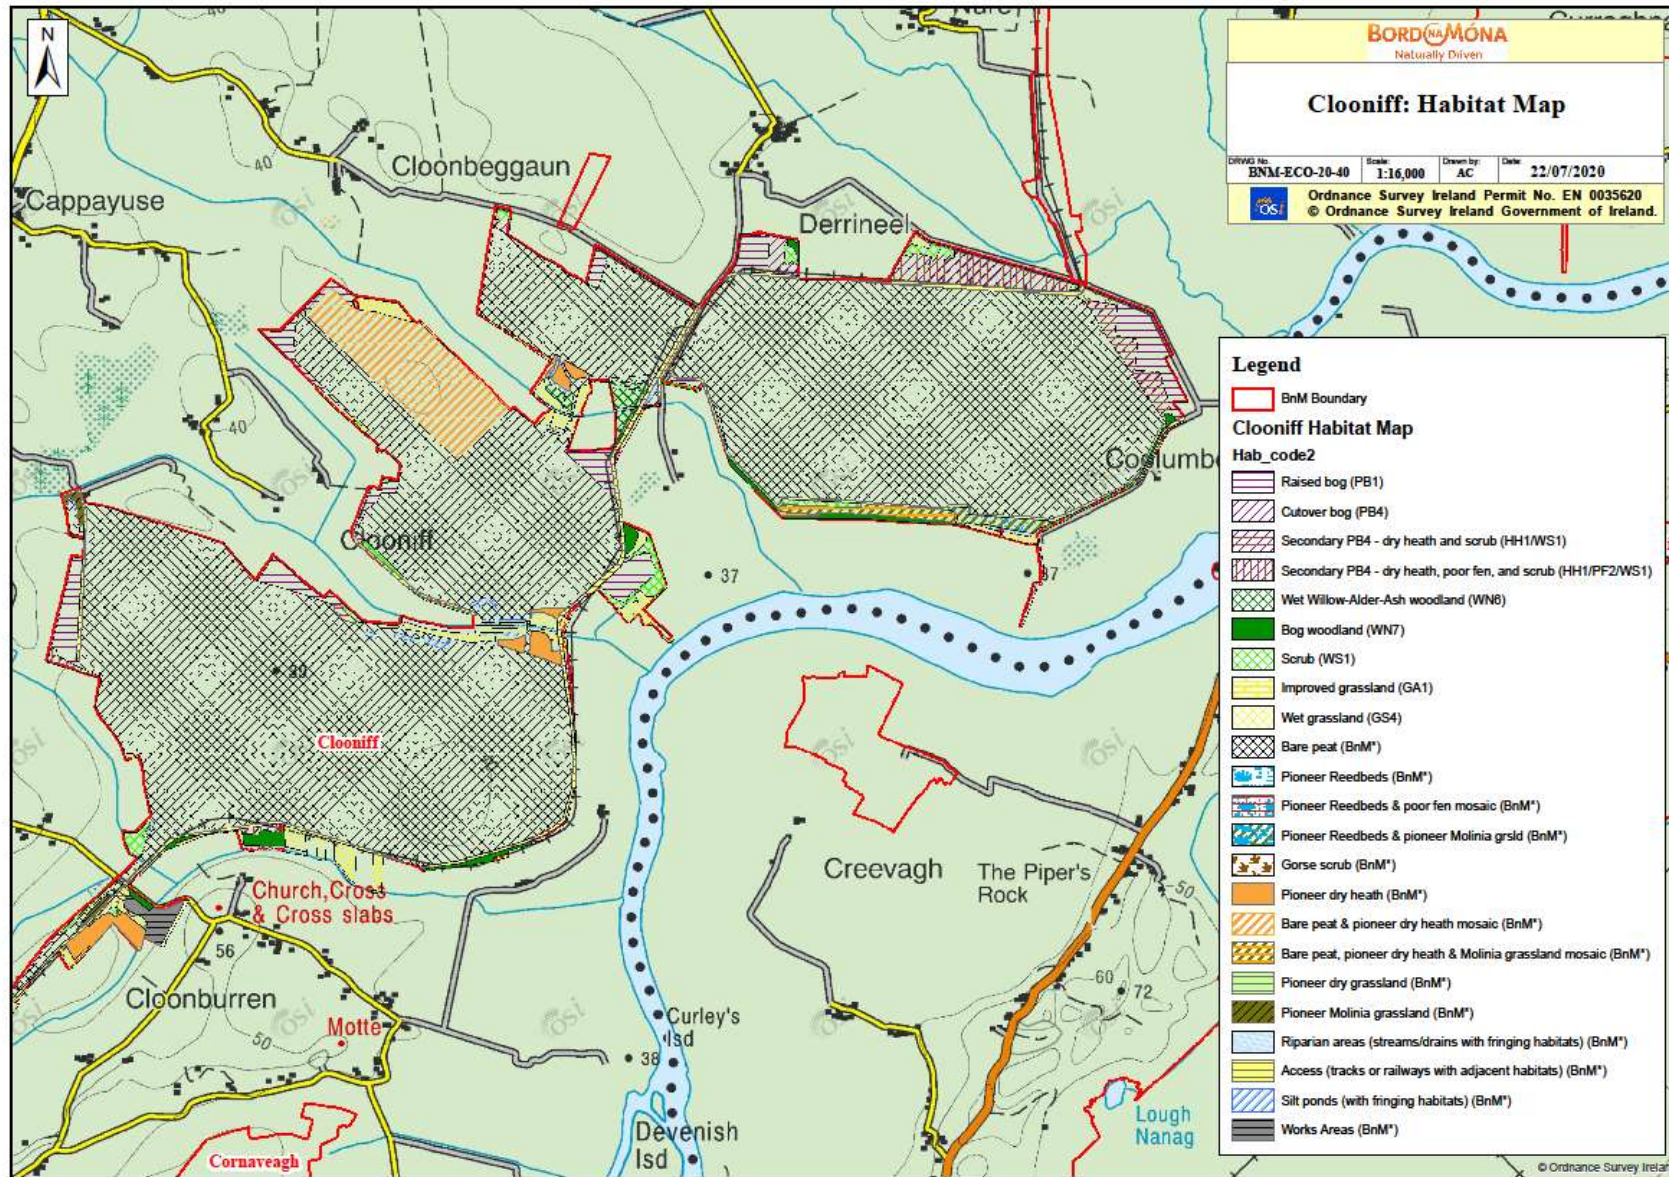 N
BORD NA MÓNA
Naturally Driven
Clooniff: Habitat Map
DRWG No.
BNM-ECO-20-40
Scale:
1:16,000
Drawn by:
AC
Date:
22/07/2020
Ordnance Survey Ireland Permit No. EN 0035620
© Ordnance Survey Ireland Government of Ireland.
Legend
BnM Boundary
Clooniff Habitat Map
Hab_code2
Raised bog (PB1)
Cutover bog (PB4)
Secondary PB4 - dry heath and scrub (HH1/WS1)
Secondary PB4 - dry heath, poor fen, and scrub (HH1/PF2/WS1)
Wet Willow-Alder-Ash woodland (WN6)
Bog woodland (WN7)
Scrub (WS1)
Improved grassland (GA1)
Wet grassland (GS4)
Bare peat (BnM*)
Pioneer Reedbeds (BnM*)
Pioneer Reedbeds & poor fen mosaic (BnM*)
Pioneer Reedbeds & pioneer Molinia grsld (BnM*)
Gorse scrub (BnM*)
Pioneer dry heath (BnM*)
Bare peat & pioneer dry heath mosaic (BnM*)
Bare peat, pioneer dry heath & Molinia grassland mosaic (BnM*)
Pioneer dry grassland (BnM*)
Pioneer Molinia grassland (BnM*)
Riparian areas (streams/drains with fringing habitats) (BnM*)
Access (tracks or railways with adjacent habitats) (BnM*)
Silt ponds (with fringing habitats) (BnM*)
Works Areas (BnM*)
© Ordnance Survey Irelan
40
Cloonbeggaun
Cappayuse
Derrineel
40
Coolumbe
Clooniff
37
37
39
Clooniff
Creevagh
The Piper's
Rock
50
Church,Cross
& Cross slabs
56
Cloonburren
60
72
50
Motte
Curley's
Isd
38
Lough
Nanag
Devenish
Isd
Cornaveagh